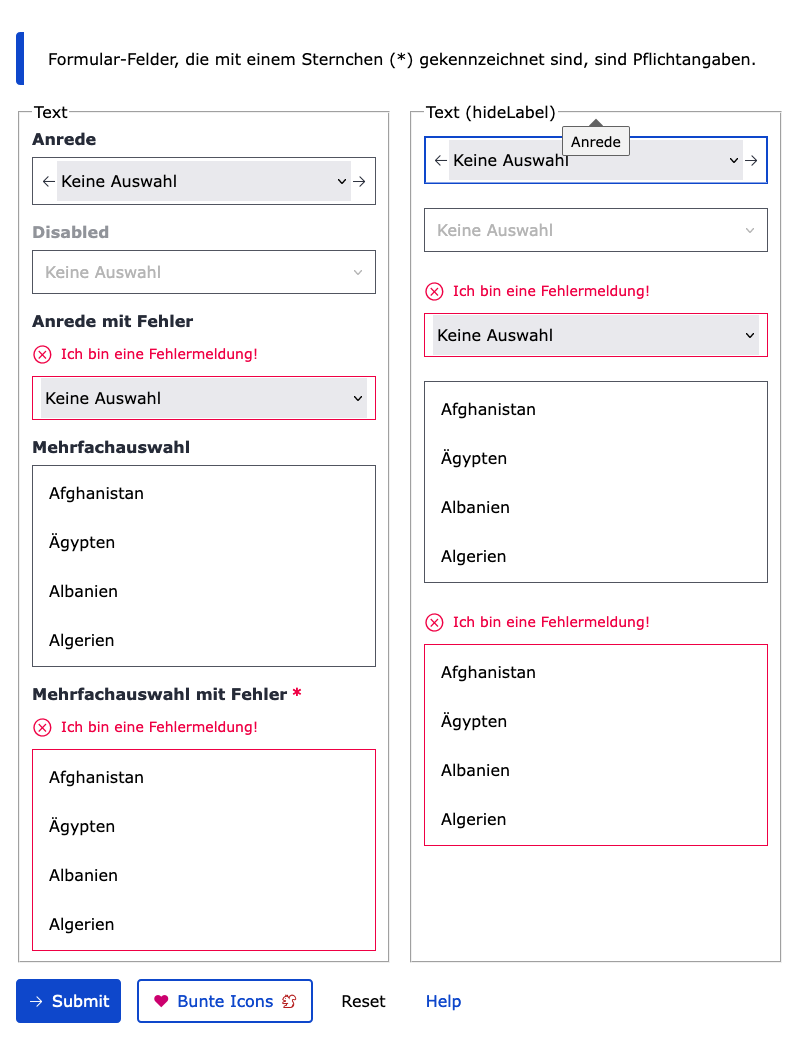 Formular-Felder, die mit einem Sternchen (*) gekennzeichnet sind, sind Pflichtangaben.
Text
Anrede
Keine Auswahl
Disabled
Keine Auswahl
Anrede mit Fehler
Ich bin eine Fehlermeldung!
Keine Auswahl
Mehrfachauswahl
Afghanistan
Ägypten
Albanien
Algerien
Mehrfachauswahl mit Fehler *
Ich bin eine Fehlermeldung!
Afghanistan
Ägypten
Albanien
Algerien
Text (hideLabel)
Anrede
Keine Auswahl
Keine Auswahl
Ich bin eine Fehlermeldung!
Keine Auswahl
Afghanistan
Ägypten
Albanien
Algerien
Ich bin eine Fehlermeldung!
Afghanistan
Ägypten
Albanien
Algerien
Submit
Bunte Icons
Reset
Help